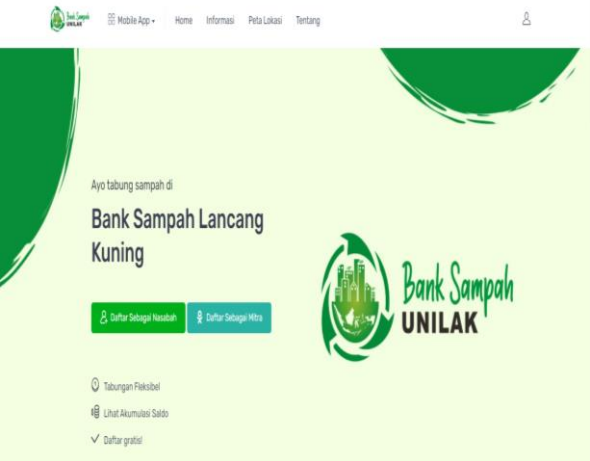 Bank Sampah
UNILAK
Mobile App
Home
Informasi
Peta Lokasi
Tentang
Ayo tabung sampah di
Bank Sampah Lancang
Kuning
Daftar Sebagai Nasabah
Daftar Sebagai Mitra
Bank Sampah
UNILAK
Tabungan Fleksibel
Lihat Akumulasi Saldo
Daftar gratis!